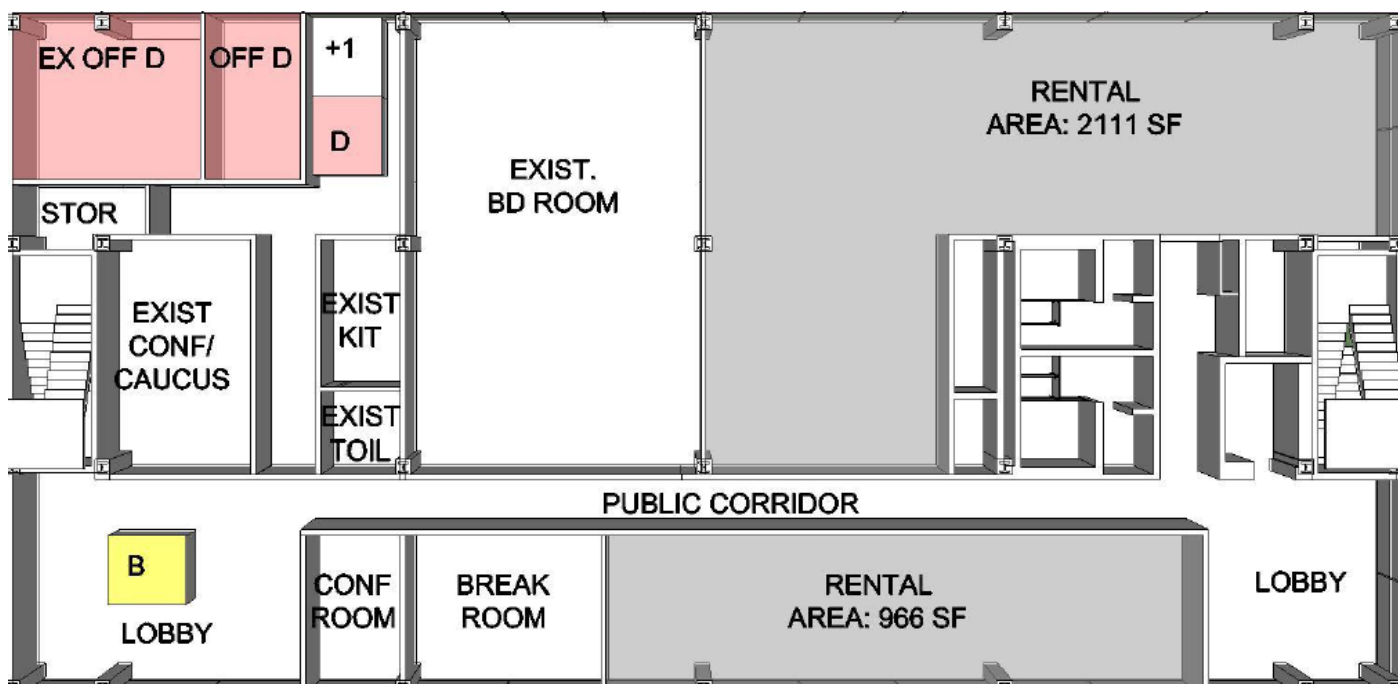 EX OFF D
OFF D
+1
D
RENTAL
AREA: 2111 SF
EXIST.
BD ROOM
STOR
EXIST
CONF/
CAUCUS
EXIST
KIT
EXIST
TOIL
PUBLIC CORRIDOR
B
LOBBY
CONF
ROOM
BREAK
ROOM
RENTAL
AREA: 966 SF
LOBBY